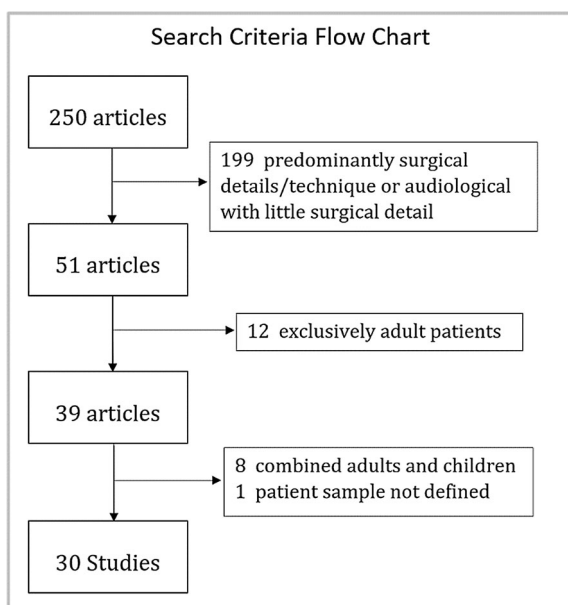 Search Criteria Flow Chart
250 articles
199 predominantly surgical
details/technique or audiological
with little surgical detail
51 articles
12 exclusively adult patients
39 articles
8 combined adults and children
1 patient sample not defined
30 Studies